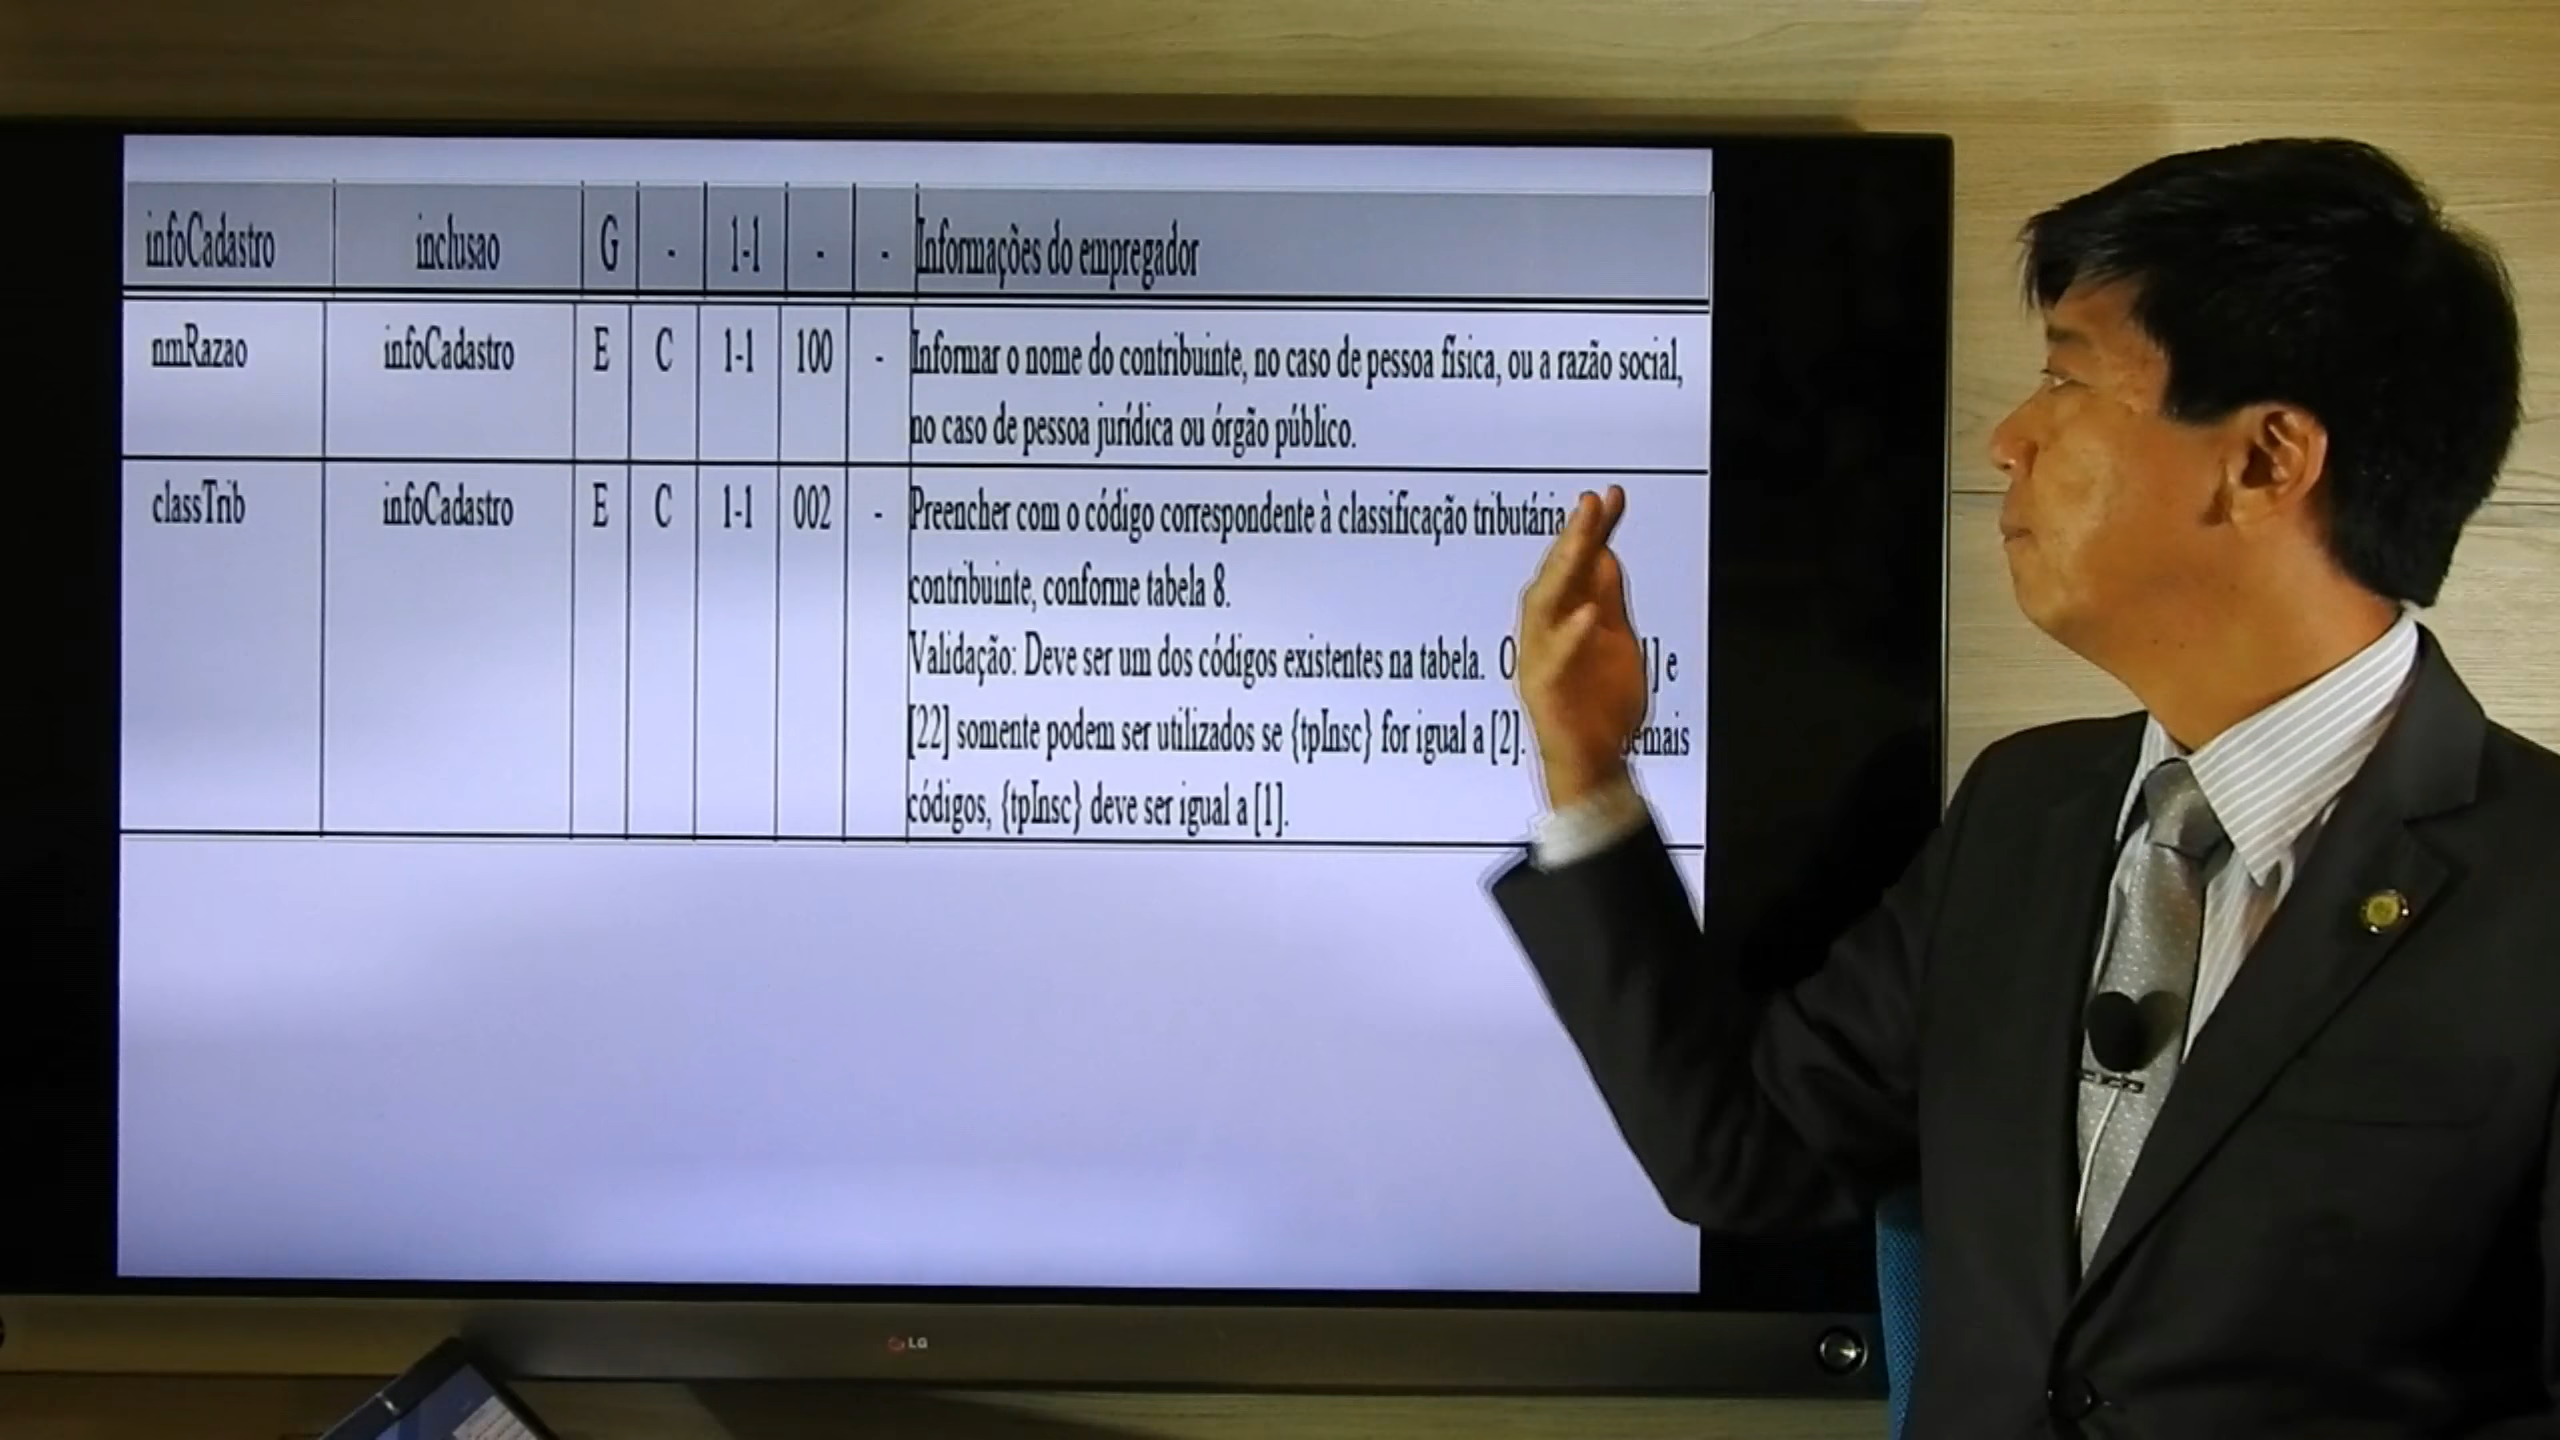 infoCadastro inclusao G - 1-1 - - Informações do empregador
nmRazao infoCadastro E C 1-1 100 - Informar o nome do contribuinte, no caso de pessoa física, ou a razão social,
no caso de pessoa jurídica ou órgão público.
classTrib infoCadastro E C 1-1 002 - Preencher com o código correspondente à classificação tributária
contribuinte, conforme tabela 8.
Validação: Deve ser um dos códigos existentes na tabela. ] e
[22] somente podem ser utilizados se {tpInsc} for igual a [2].
códigos, {tpInsc} deve ser igual a [1].
LG